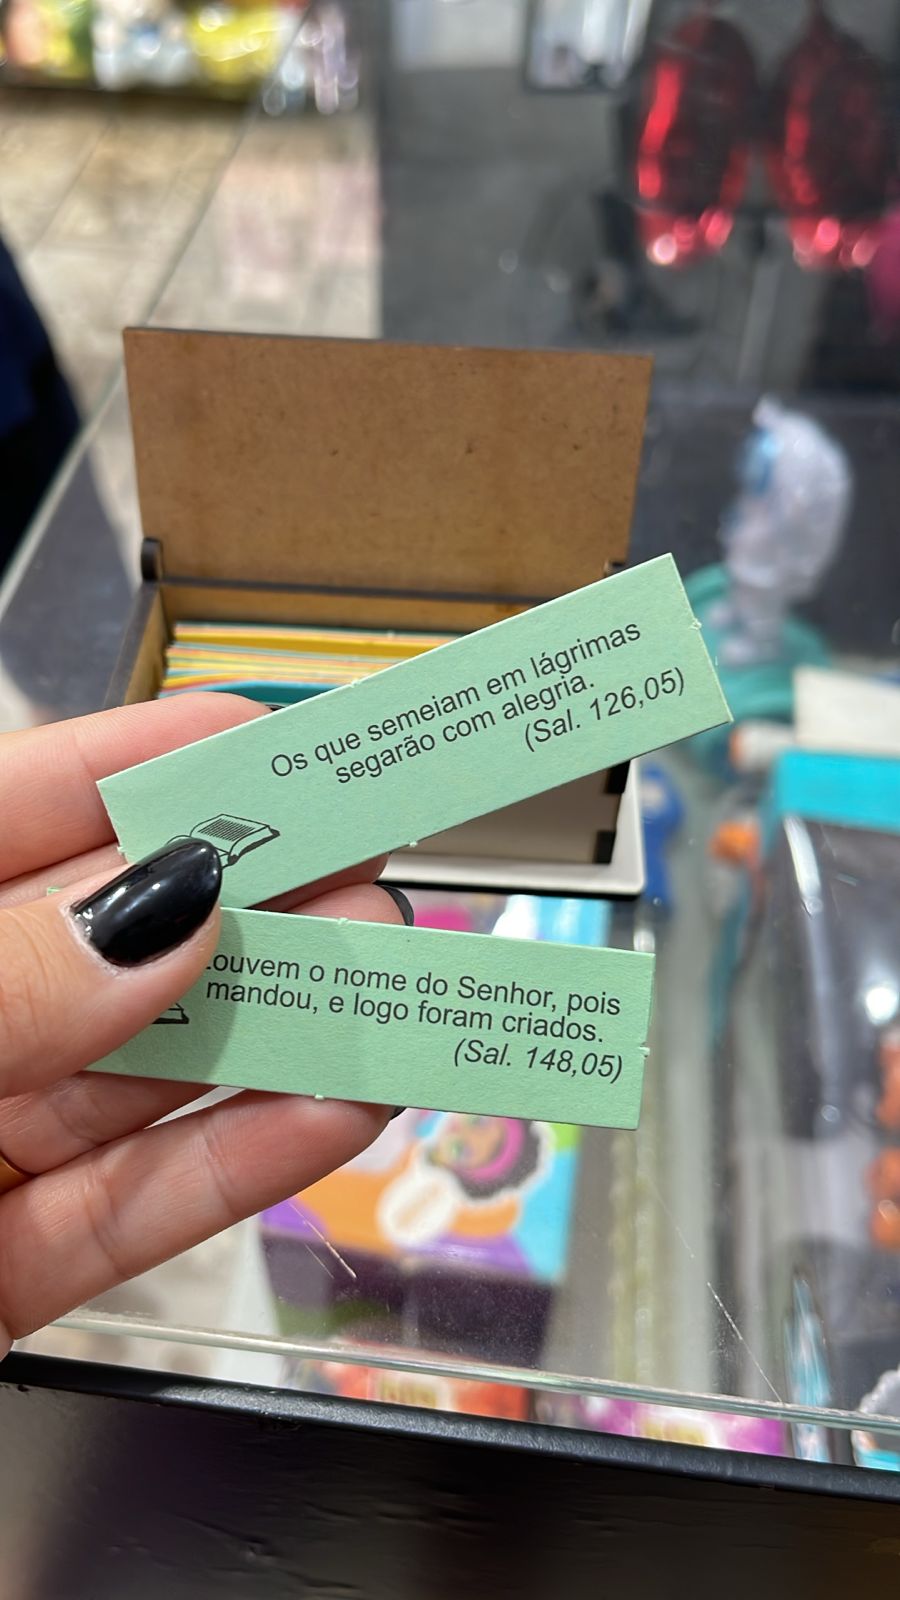 Os que semeiam em lágrimas
segarão com alegria.
(Sal. 126,05)
Louvem o nome do Senhor, pois
mandou, e logo foram criados.
(Sal. 148,05)